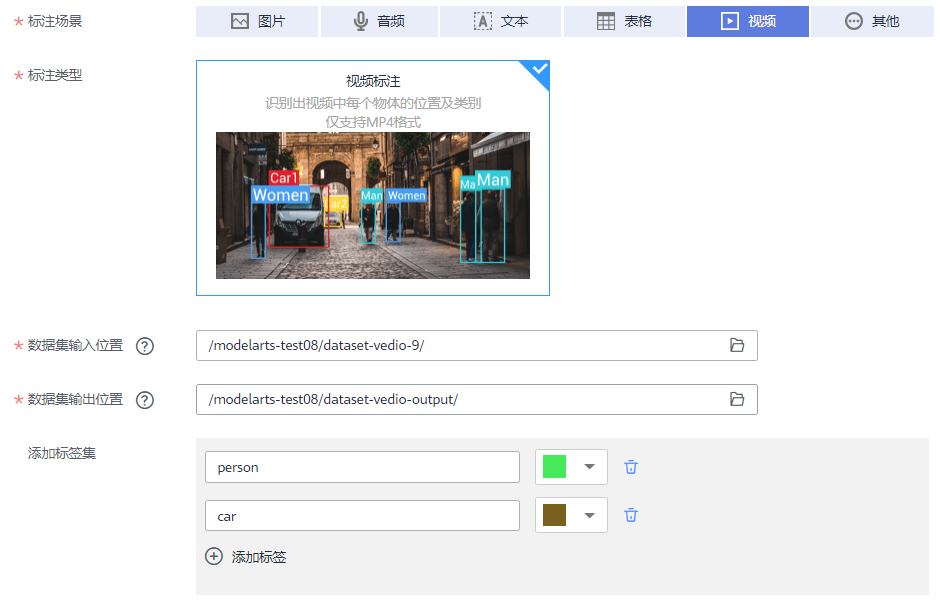 * 标注场景
图片
音频
文本
表格
视频
其他
* 标注类型
视频标注
识别出视频中每个物体的位置及类别
仅支持MP4格式
Car1
Women
Man
Women
Ma
Man
* 数据集输入位置 ?
/modelarts-test08/dataset-vedio-9/
* 数据集输出位置 ?
/modelarts-test08/dataset-vedio-output/
添加标签集
person
car
添加标签